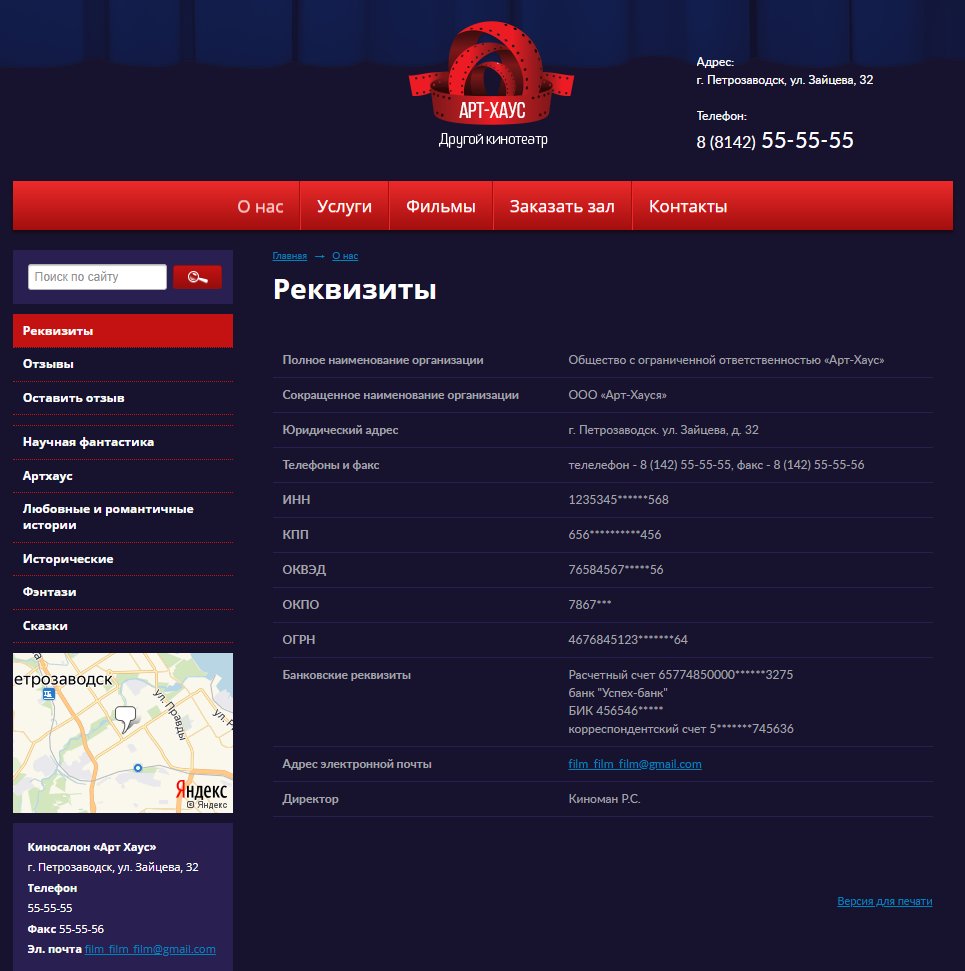 АРТ-ХАУС
Другой кинотеатр
Адрес:
г. Петрозаводск, ул. Зайцева, 32
Телефон:
8 (8142) 55-55-55
О нас
Услуги
Фильмы
Заказать зал
Контакты
Поиск по сайту
Реквизиты
Отзывы
Оставить отзыв
Научная фантастика
Артхаус
Любовные и романтичные
истории
Исторические
Фэнтази
Сказки
етрозаводск
ул. Правды
ул. Р
Яндекс
© Яндекс
Киносалон «Арт Хаус»
г. Петрозаводск, ул. Зайцева, 32
Телефон
55-55-55
Факс 55-55-56
Эл. почта film_film_film@gmail.com
Главная → О нас
Реквизиты
Полное наименование организации Общество с ограниченной ответственностью «Арт-Хаус»
Сокращенное наименование организации ООО «Арт-Хауся»
Юридический адрес г. Петрозаводск. ул. Зайцева, д. 32
Телефоны и факс телелефон - 8 (142) 55-55-55, факс - 8 (142) 55-55-56
ИНН 1235345******568
КПП 656**********456
ОКВЭД 76584567*****56
ОКПО 7867***
ОГРН 4676845123*******64
Банковские реквизиты Расчетный счет 65774850000******3275
банк "Успех-банк"
БИК 456546*****
корреспондентский счет 5*******745636
Адрес электронной почты film_film_film@gmail.com
Директор Киноман Р.С.
Версия для печати